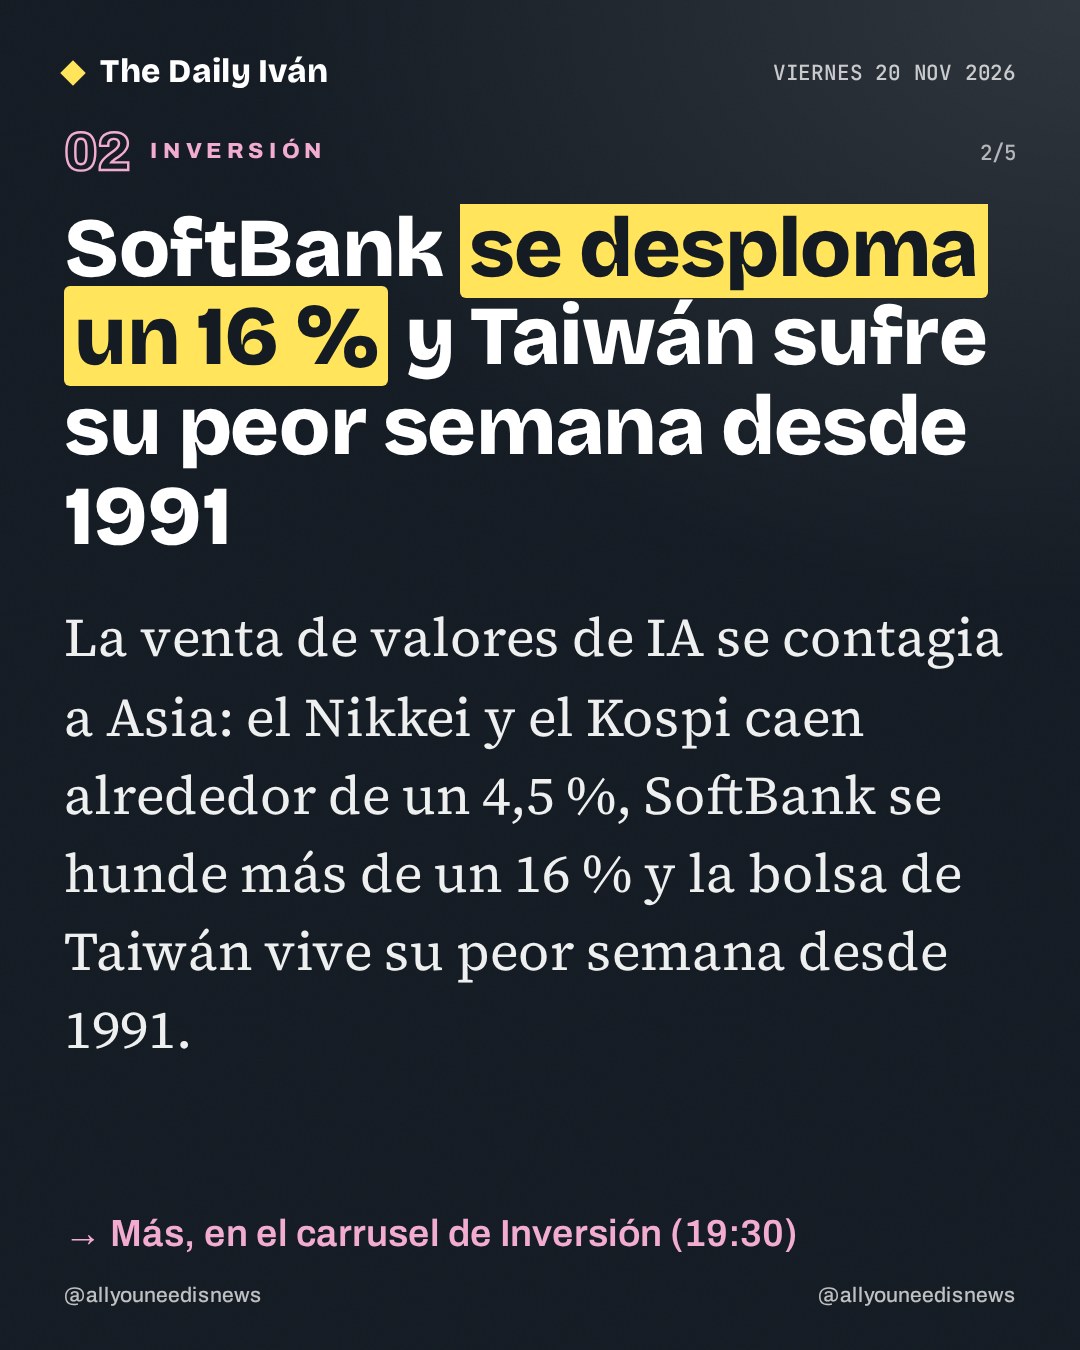 The Daily Iván
VIERNES 20 NOV 2026
02 INVERSIÓN
2/5
SoftBank se desploma
un 16 % y Taiwán sufre
su peor semana desde
1991
La venta de valores de IA se contagia
a Asia: el Nikkei y el Kospi caen
alrededor de un 4,5 %, SoftBank se
hunde más de un 16 % y la bolsa de
Taiwán vive su peor semana desde
1991.
→ Más, en el carrusel de Inversión (19:30)
@allyouneedisnews
@allyouneedisnews